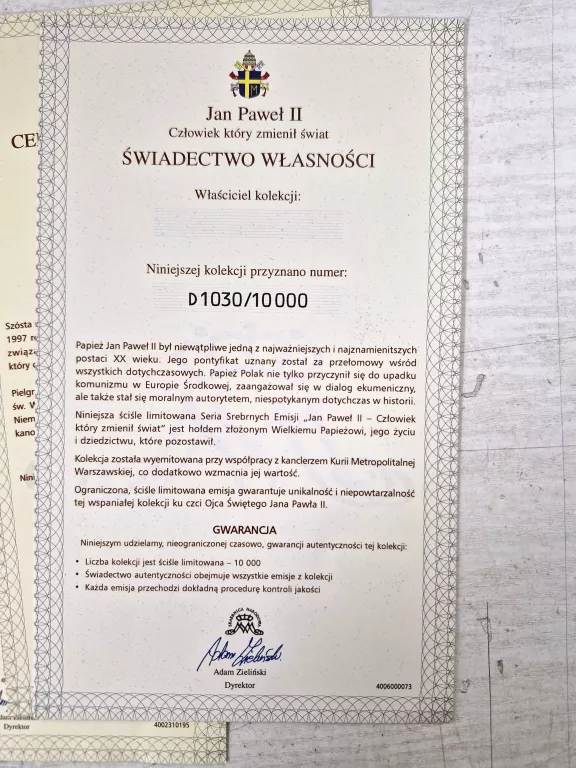 Jan Paweł II
Człowiek który zmienił świat
ŚWIADECTWO WŁASNOŚCI
Właściciel kolekcji:
Niniejszej kolekcji przyznano numer:
D1030/10000
Papież Jan Paweł II był niewątpliwe jedną z najważniejszych i najznamienitszych
postaci XX wieku. Jego pontyfikat uznany został za przełomowy wśród
wszystkich dotychczasowych. Papież Polak nie tylko przyczynił się do upadku
komunizmu w Europie Środkowej, zaangażował się w dialog ekumeniczny,
ale także stał się moralnym autorytetem, niespotykanym dotychczas w historii.
Niniejsza ściśle limitowana Seria Srebrnych Emisji „Jan Paweł II – Człowiek
który zmienił świat” jest hołdem złożonym Wielkiemu Papieżowi, jego życiu
i dziedzictwu, które pozostawił.
Kolekcja została wyemitowana przy współpracy z kanclerzem Kurii Metropolitalnej
Warszawskiej, co dodatkowo wzmacnia jej wartość.
Ograniczona, ściśle limitowana emisja gwarantuje unikalność i niepowtarzalność
tej wspaniałej kolekcji ku czci Ojca Świętego Jana Pawła II.
GWARANCJA
Niniejszym udzielamy, nieograniczonej czasowo, gwarancji autentyczności tej kolekcji:
• Liczba kolekcji jest ściśle limitowana – 10 000
• Świadectwo autentyczności obejmuje wszystkie emisje z kolekcji
• Każda emisja przechodzi dokładną procedurę kontroli jakości
SKARBNICA NARODOWA
Adam Zieliński
Adam Zieliński
Dyrektor
4006000073
CE
Szósta
1997 r
związ
który
Pielgr
św. W
Niem
kano
Nini
Dyrektor
4002310195